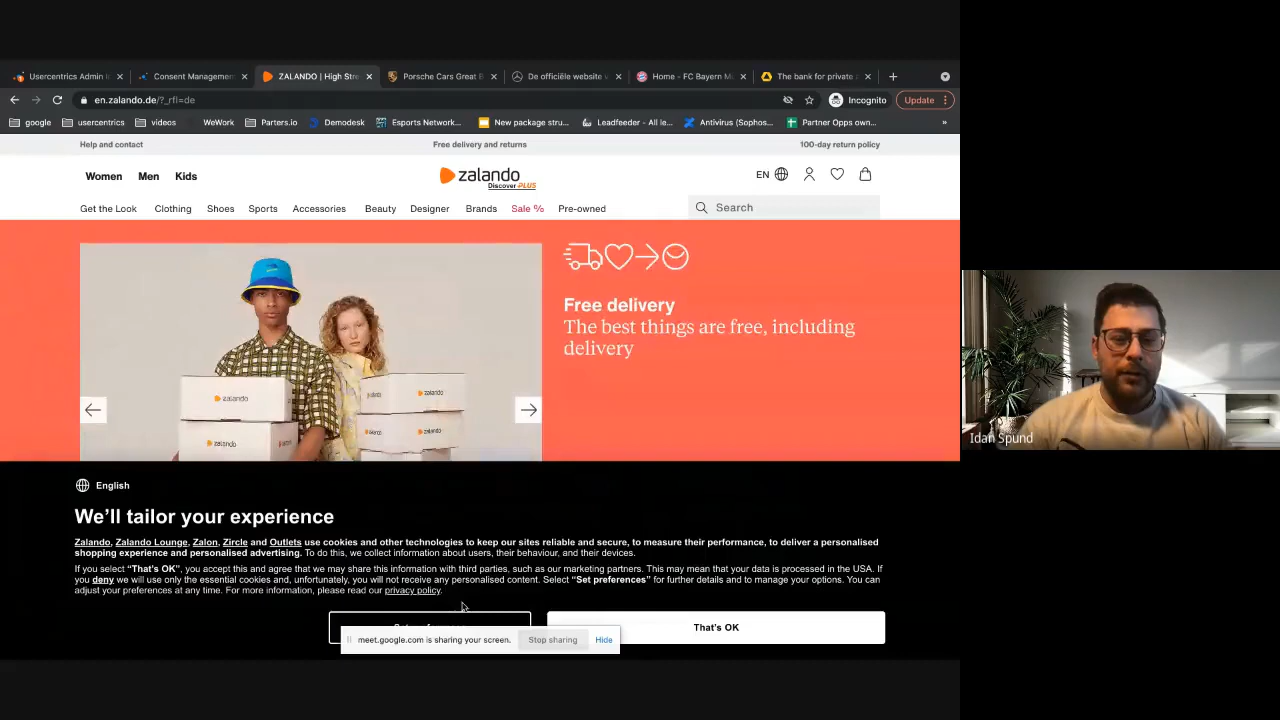 Usercentrics Admin I
Consent Managemen
ZALANDO | High Stre
Porsche Cars Great B
De officiële website v
Home - FC Bayern M
The bank for private
en.zalando.de/?_rfl=de
Incognito
Update
google
usercentrics
videos
WeWork
Parters.io
Demodesk
Esports Network...
New package stru...
Leadfeeder - All le...
Antivirus (Sophos...
Partner Opps own...
»
Help and contact
Free delivery and returns
100-day return policy
Women
Men
Kids
zalando
Discover PLUS
EN
Get the Look
Clothing
Shoes
Sports
Accessories
Beauty
Designer
Brands
Sale %
Pre-owned
Search
Free delivery
The best things are free, including
delivery
zalando
zalando
zalando
zalando
zalando
zalando
Idan Spund
English
We'll tailor your experience
Zalando, Zalando Lounge, Zalon, Zircle and Outlets use cookies and other technologies to keep our sites reliable and secure, to measure their performance, to deliver a personalised
shopping experience and personalised advertising. To do this, we collect information about users, their behaviour, and their devices.
If you select "That's OK", you accept this and agree that we may share this information with third parties, such as our marketing partners. This may mean that your data is processed in the USA. If
you deny we will use only the essential cookies and, unfortunately, you will not receive any personalised content. Select "Set preferences" for further details and to manage your options. You can
adjust your preferences at any time. For more information, please read our privacy policy.
That's OK
meet.google.com is sharing your screen.
Stop sharing
Hide